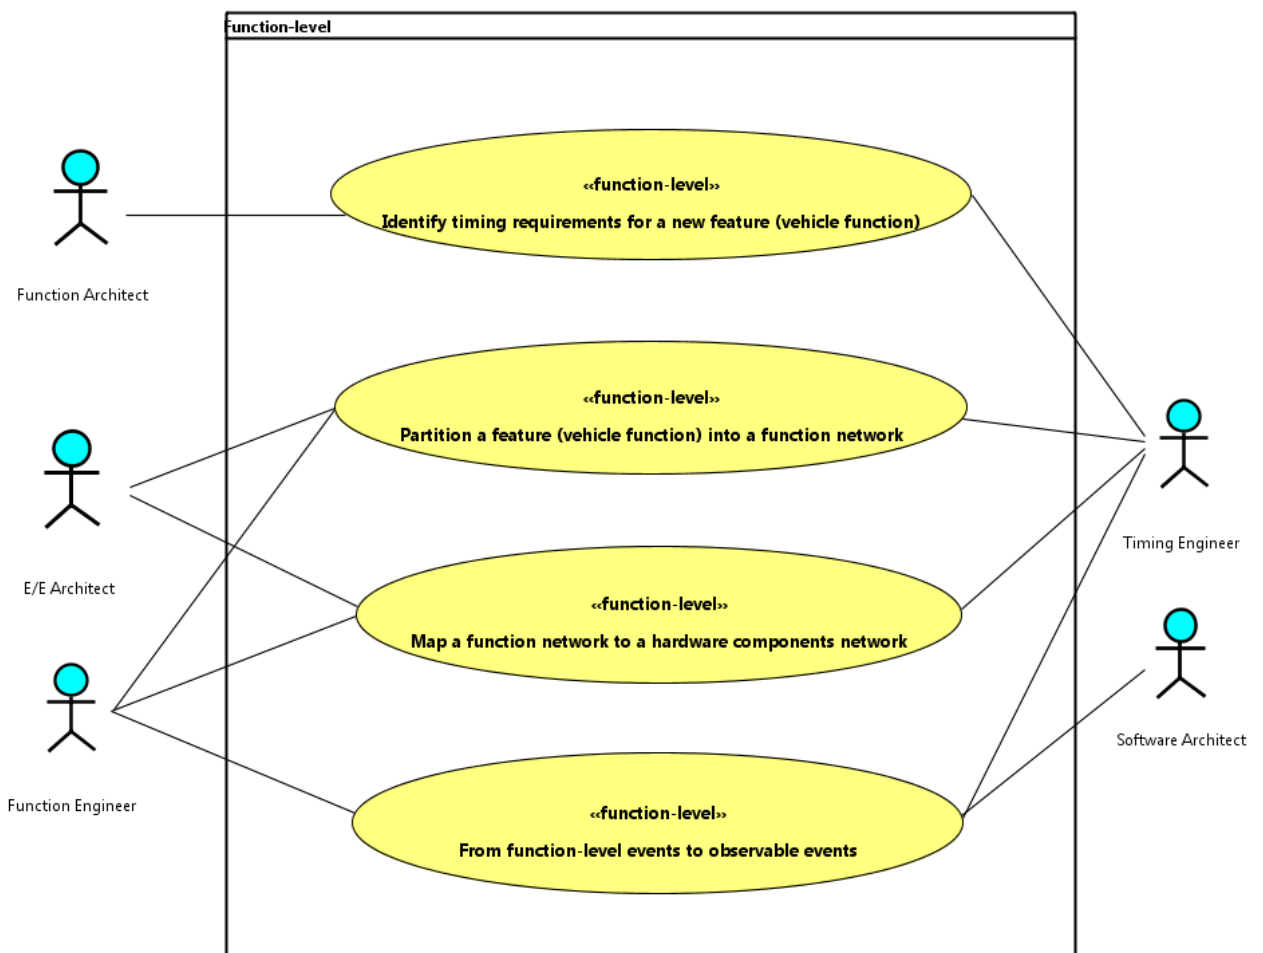 Function-level
«function-level»
Identify timing requirements for a new feature (vehicle function)
Function Architect
«function-level»
Partition a feature (vehicle function) into a function network
Timing Engineer
E/E Architect
«function-level»
Map a function network to a hardware components network
Software Architect
Function Engineer
«function-level»
From function-level events to observable events